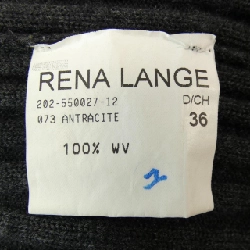 RENA LANGE
202-550027-12 D/CH
073 ANTRACITE 36
100% WV